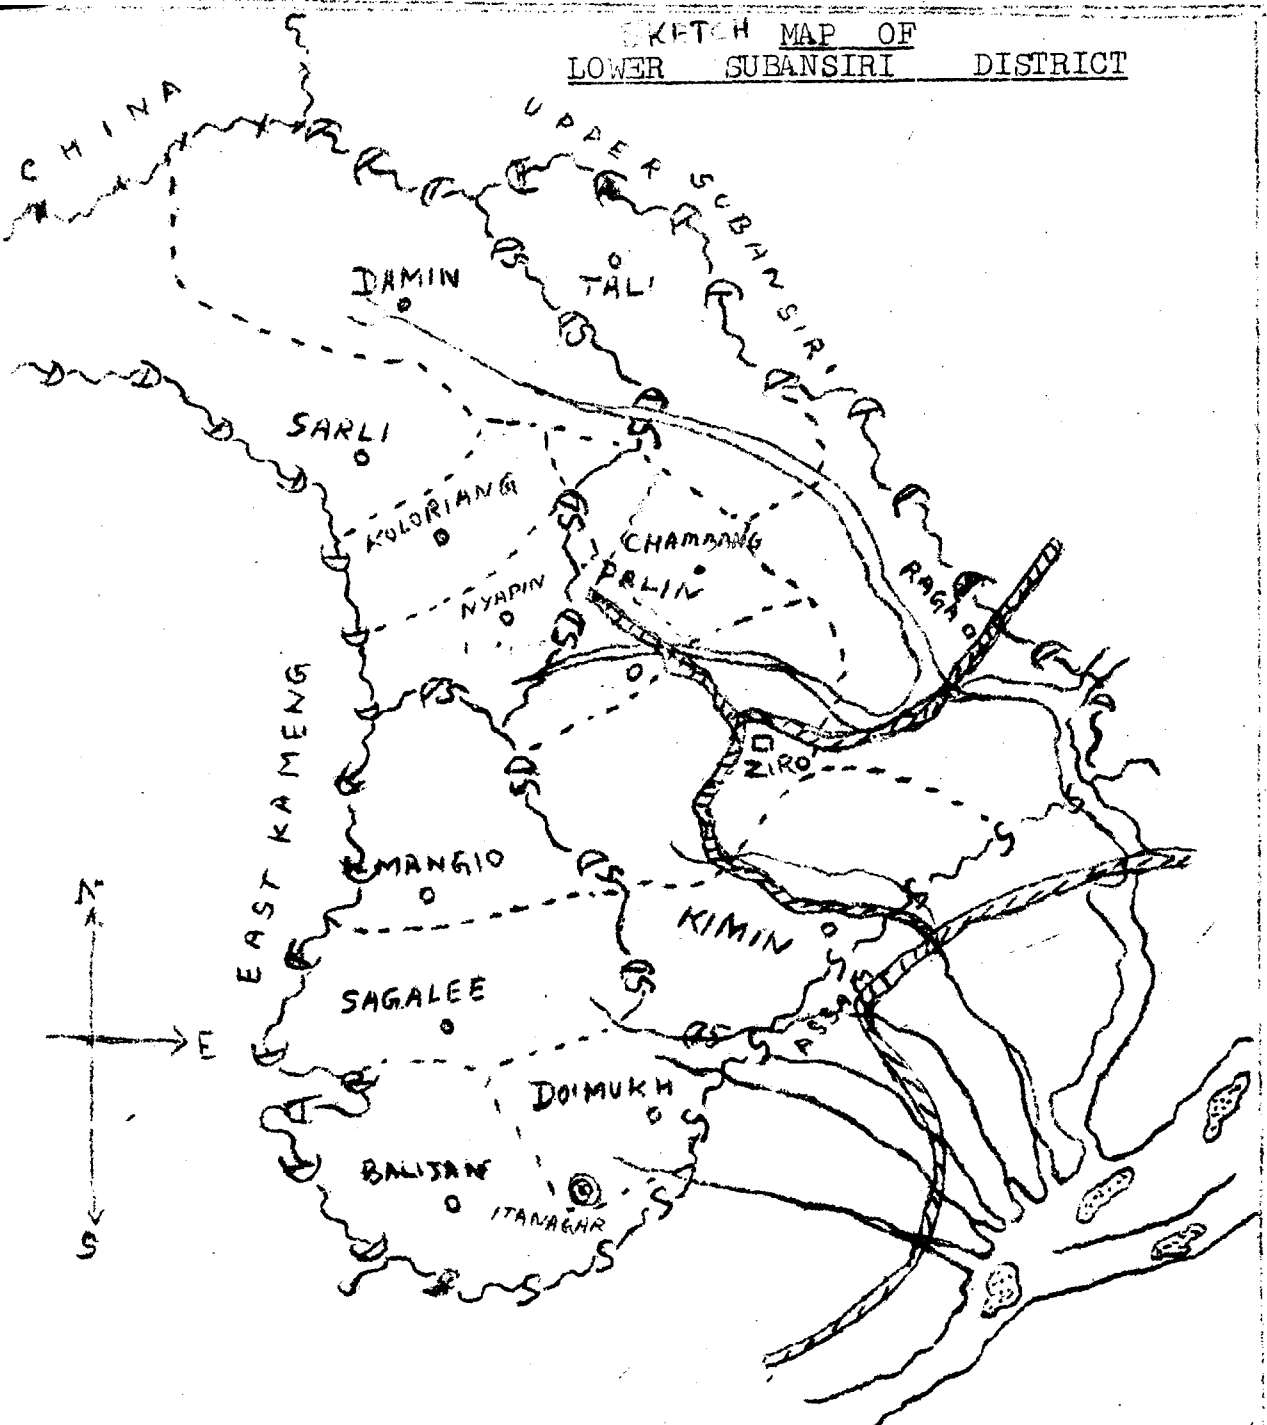 SKETCH MAP OF
LOWER SUBANSIRI DISTRICT
CHINA
UPPER SUBANSIRI
DAMIN
TALI
SARLI
KOLORIANG
CHAMBANG
PALIN
NYAPIN
RAGA
ZIRO
EAST KAMENG
MANGIO
KIMIN
SAGALEE
ASSAM
N
E
S
DOIMUKH
BALIJAN
ITANAGAR